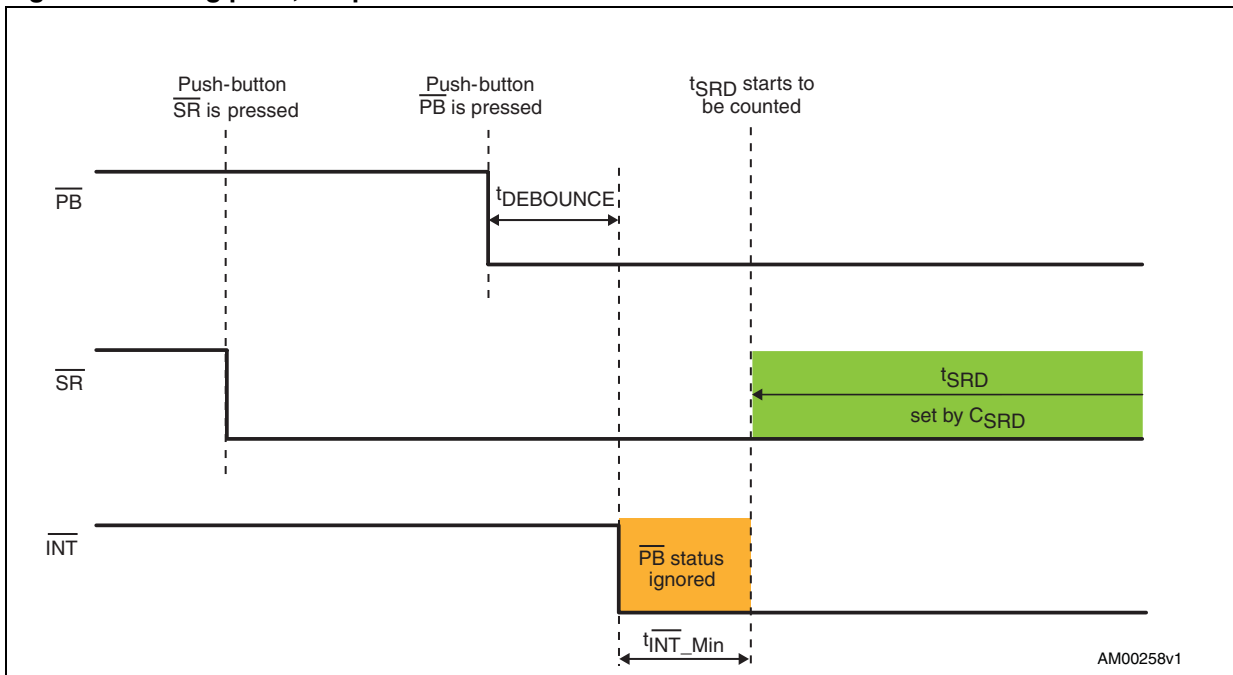 Push-button
SR is pressed
Push-button
PB is pressed
tSRD starts to
be counted
PB
tDEBOUNCE
SR
tSRD
set by CSRD
INT
PB status
ignored
tINT_Min
AM00258v1